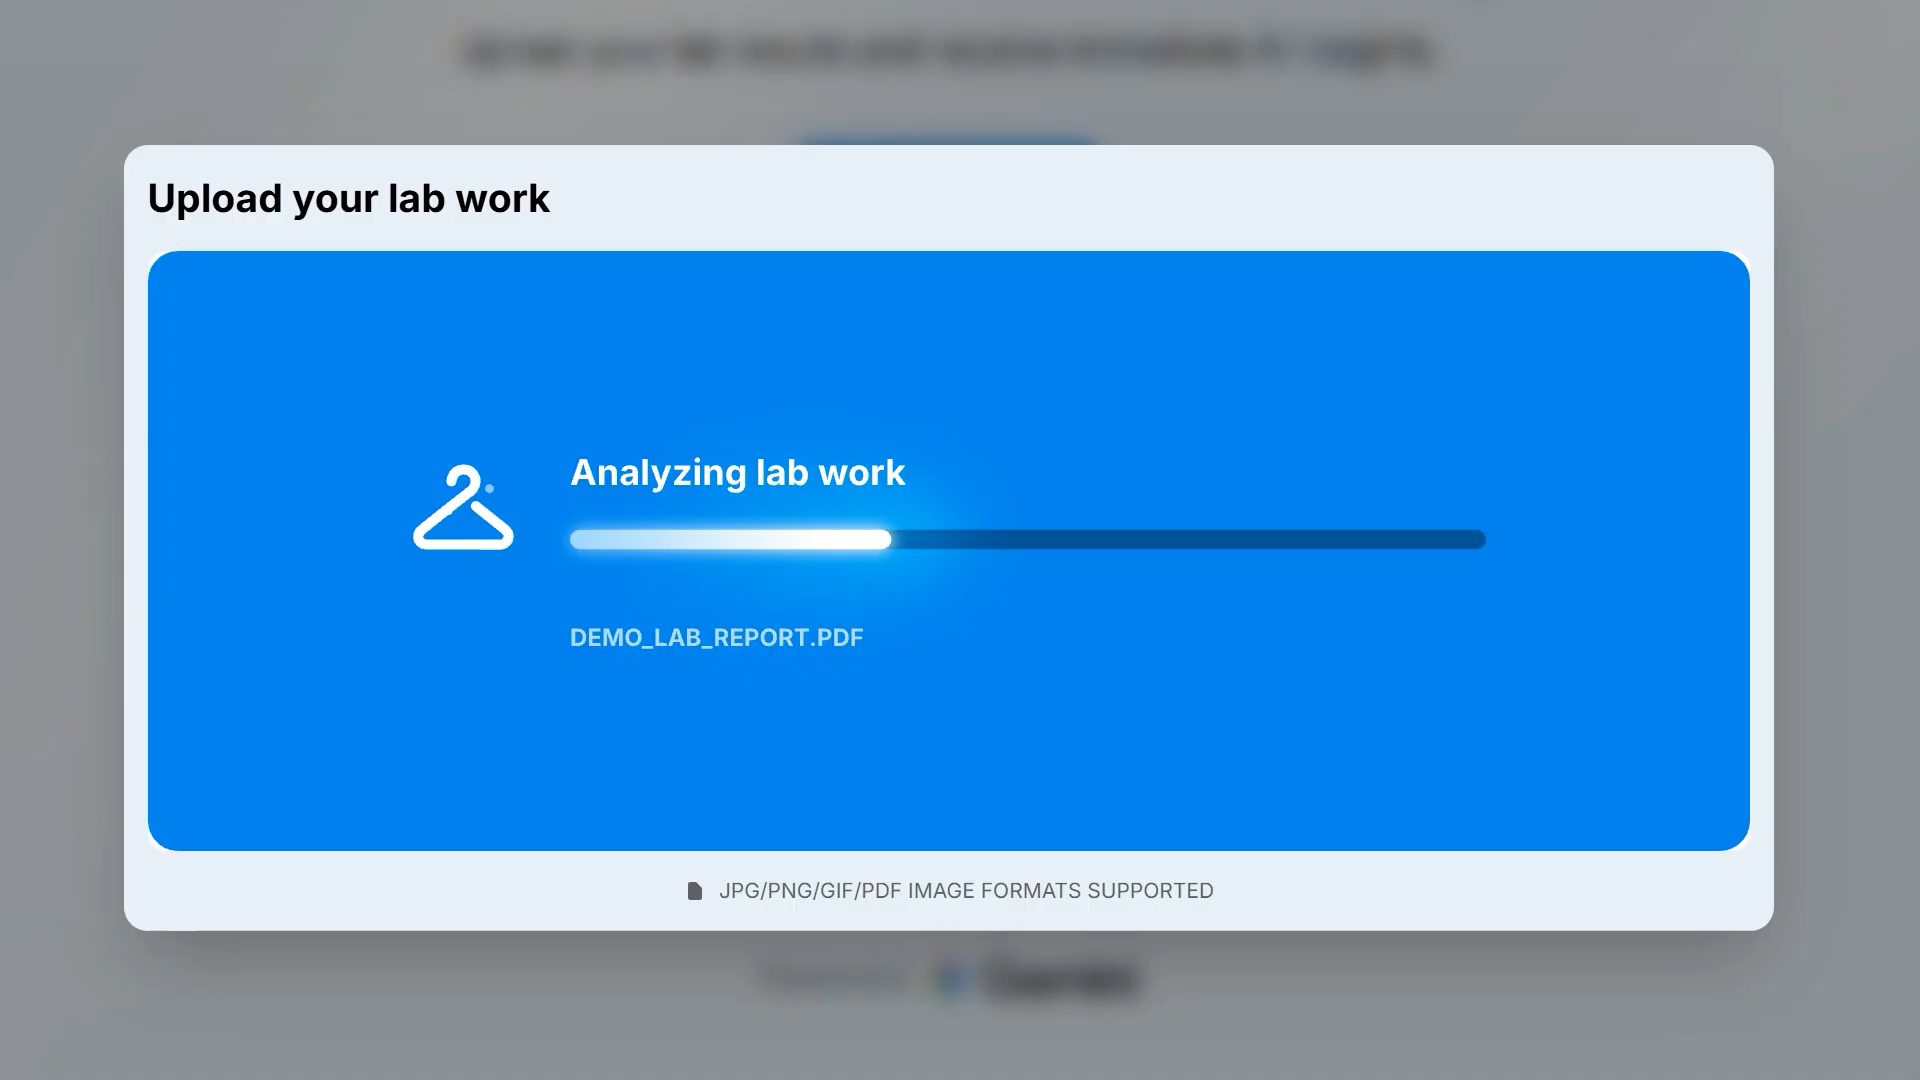 Upload your lab work
Analyzing lab work
DEMO_LAB_REPORT.PDF
JPG/PNG/GIF/PDF IMAGE FORMATS SUPPORTED